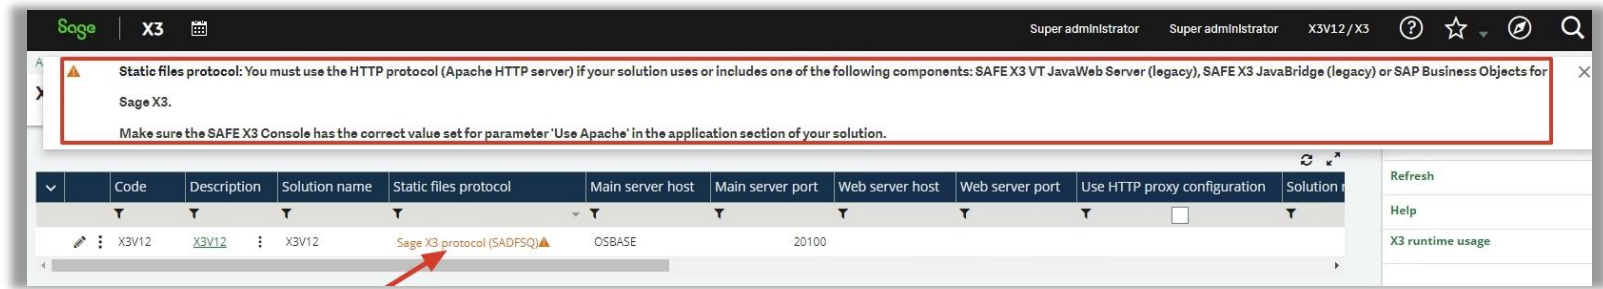 Sage X3 Super administrator Super administrator X3V12/X3
Static files protocol: You must use the HTTP protocol (Apache HTTP server) if your solution uses or includes one of the following components: SAFE X3 VT JavaWeb Server (legacy), SAFE X3 JavaBridge (legacy) or SAP Business Objects for
Sage X3.
Make sure the SAFE X3 Console has the correct value set for parameter 'Use Apache' in the application section of your solution.
Code Description Solution name Static files protocol Main server host Main server port Web server host Web server port Use HTTP proxy configuration Solution
X3V12 X3V12 X3V12 Sage X3 protocol (SADFSQ) OSBASE 20100
Refresh
Help
X3 runtime usage